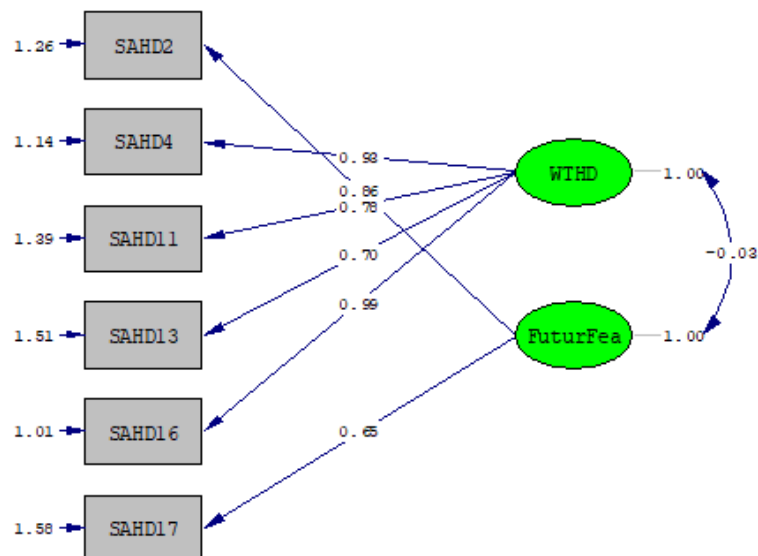 1.26
SAHD2
1.14
SAHD4
0.93
WTHD
1.00
0.86
0.78
1.39
SAHD11
-0.03
0.70
0.99
1.51
SAHD13
FuturFea
1.00
1.01
SAHD16
0.65
1.58
SAHD17